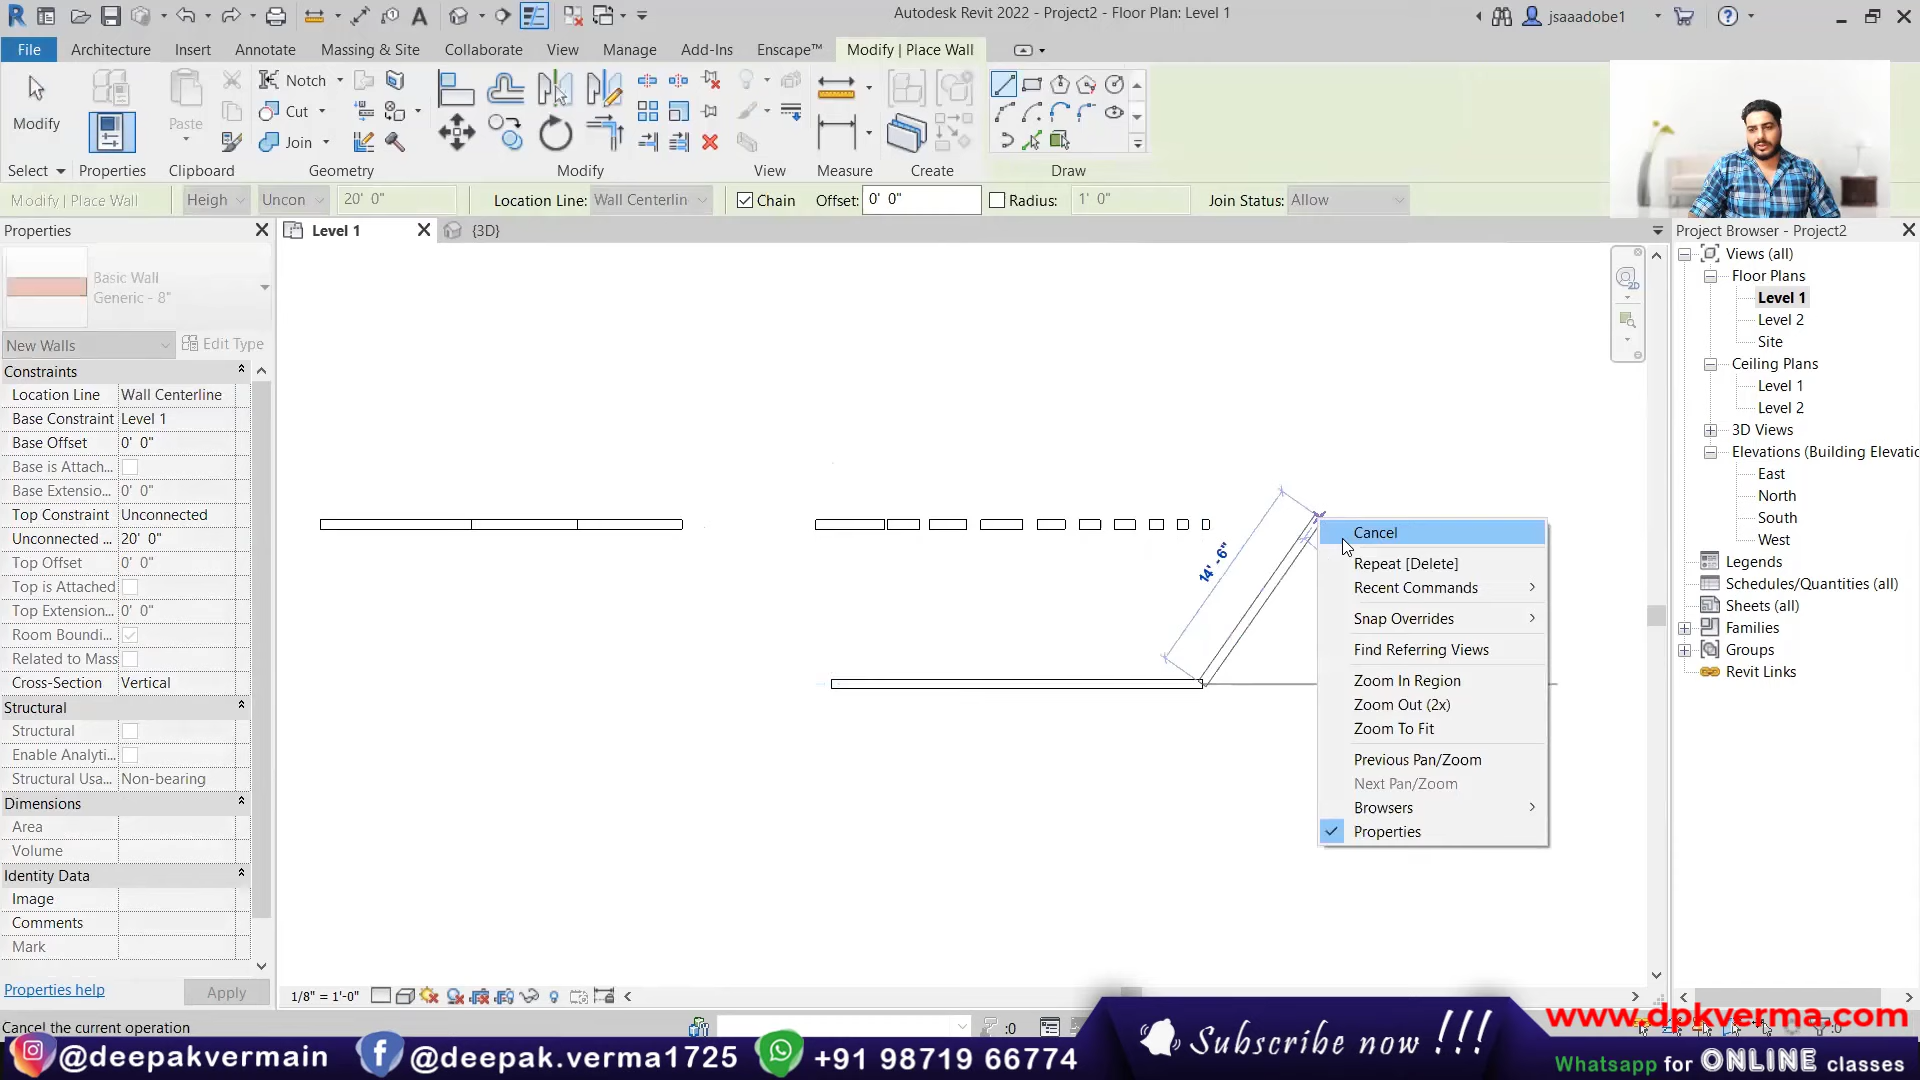 Autodesk Revit 2022 - Project2 - Floor Plan: Level 1
jsaaadobe1
File Architecture Insert Annotate Massing & Site Collaborate View Manage Add-Ins Enscape™ Modify | Place Wall
Modify
Paste
Notch
Cut
Join
Select Properties Clipboard Geometry Modify View Measure Create Draw
Modify | Place Wall Heigh Uncon 20' 0" Location Line: Wall Centerlin Chain Offset: 0' 0" Radius: 1' 0" Join Status: Allow
Properties
Basic Wall
Generic - 8"
New Walls Edit Type
Constraints
Location Line Wall Centerline
Base Constraint Level 1
Base Offset 0' 0"
Base is Attach...
Base Extensio... 0' 0"
Top Constraint Unconnected
Unconnected ... 20' 0"
Top Offset 0' 0"
Top is Attached
Top Extension... 0' 0"
Room Boundi...
Related to Mass
Cross-Section Vertical
Structural
Structural
Enable Analyti...
Structural Usa... Non-bearing
Dimensions
Area
Volume
Identity Data
Image
Comments
Mark
Properties help Apply
Level 1 {3D}
2D
14' - 6"
Cancel
Repeat [Delete]
Recent Commands
Snap Overrides
Find Referring Views
Zoom In Region
Zoom Out (2x)
Zoom To Fit
Previous Pan/Zoom
Next Pan/Zoom
Browsers
Properties
1/8" = 1'-0"
Project Browser - Project2
Views (all)
Floor Plans
Level 1
Level 2
Site
Ceiling Plans
Level 1
Level 2
3D Views
Elevations (Building Elevatio
East
North
South
West
Legends
Schedules/Quantities (all)
Sheets (all)
Families
Groups
Revit Links
Cancel the current operation
:0
:0
www.dpkverma.com
@deepakvermain @deepak.verma1725 +91 98719 66774
Subscribe now !!!
Whatsapp for ONLINE classes